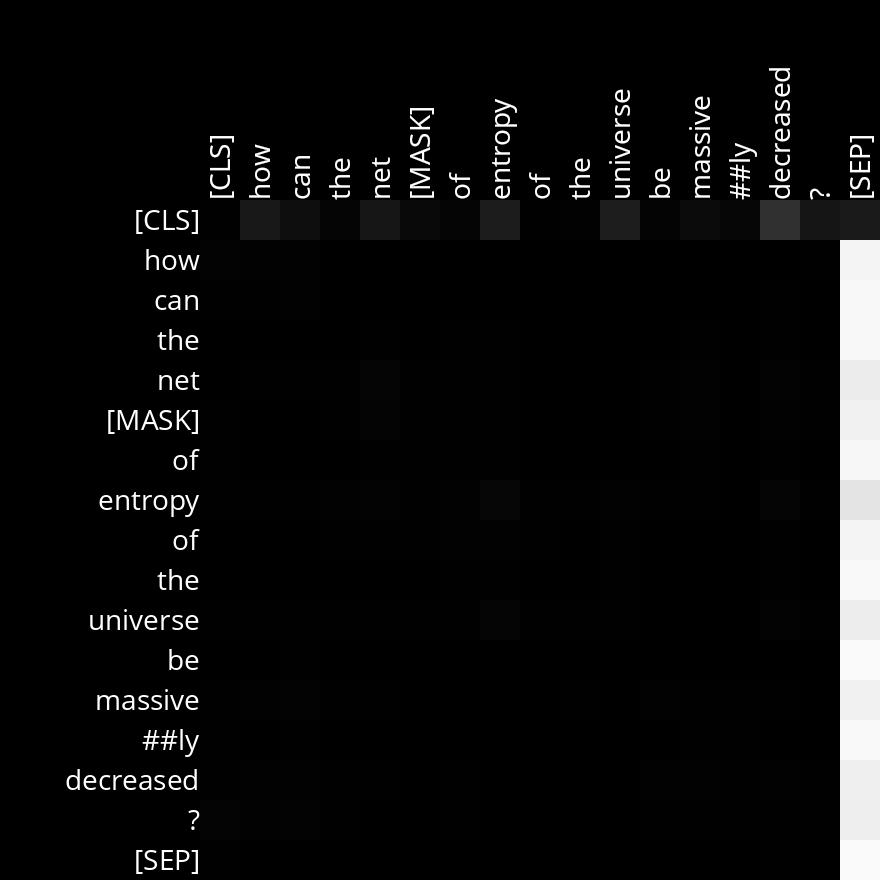 [CLS] how can the net [MASK] of entropy of the universe be massive ##ly decreased ? [SEP]
[CLS]
how
can
the
net
[MASK]
of
entropy
of
the
universe
be
massive
##ly
decreased
?
[SEP]